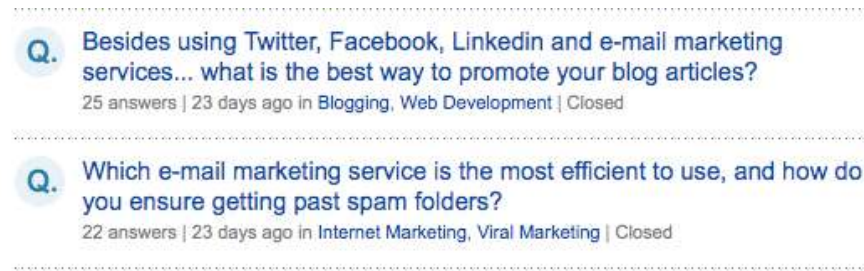 Q.
Besides using Twitter, Facebook, Linkedin and e-mail marketing
services... what is the best way to promote your blog articles?
25 answers | 23 days ago in Blogging, Web Development | Closed
Q.
Which e-mail marketing service is the most efficient to use, and how do
you ensure getting past spam folders?
22 answers | 23 days ago in Internet Marketing, Viral Marketing | Closed